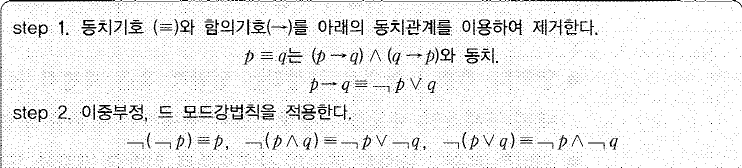 step 1. 동치기호 (≡)와 함의기호(→)를 아래의 동치관계를 이용하여 제거한다.
p ≡ q는 (p → q) ∧ (q → p)와 동치.
p → q ≡ ¬ p ∨ q
step 2. 이중부정, 드 모드강법칙을 적용한다.
¬(¬ p) ≡ p, ¬(p ∧ q) ≡ ¬ p ∨ ¬ q, ¬(p ∨ q) ≡ ¬ p ∧ ¬ q